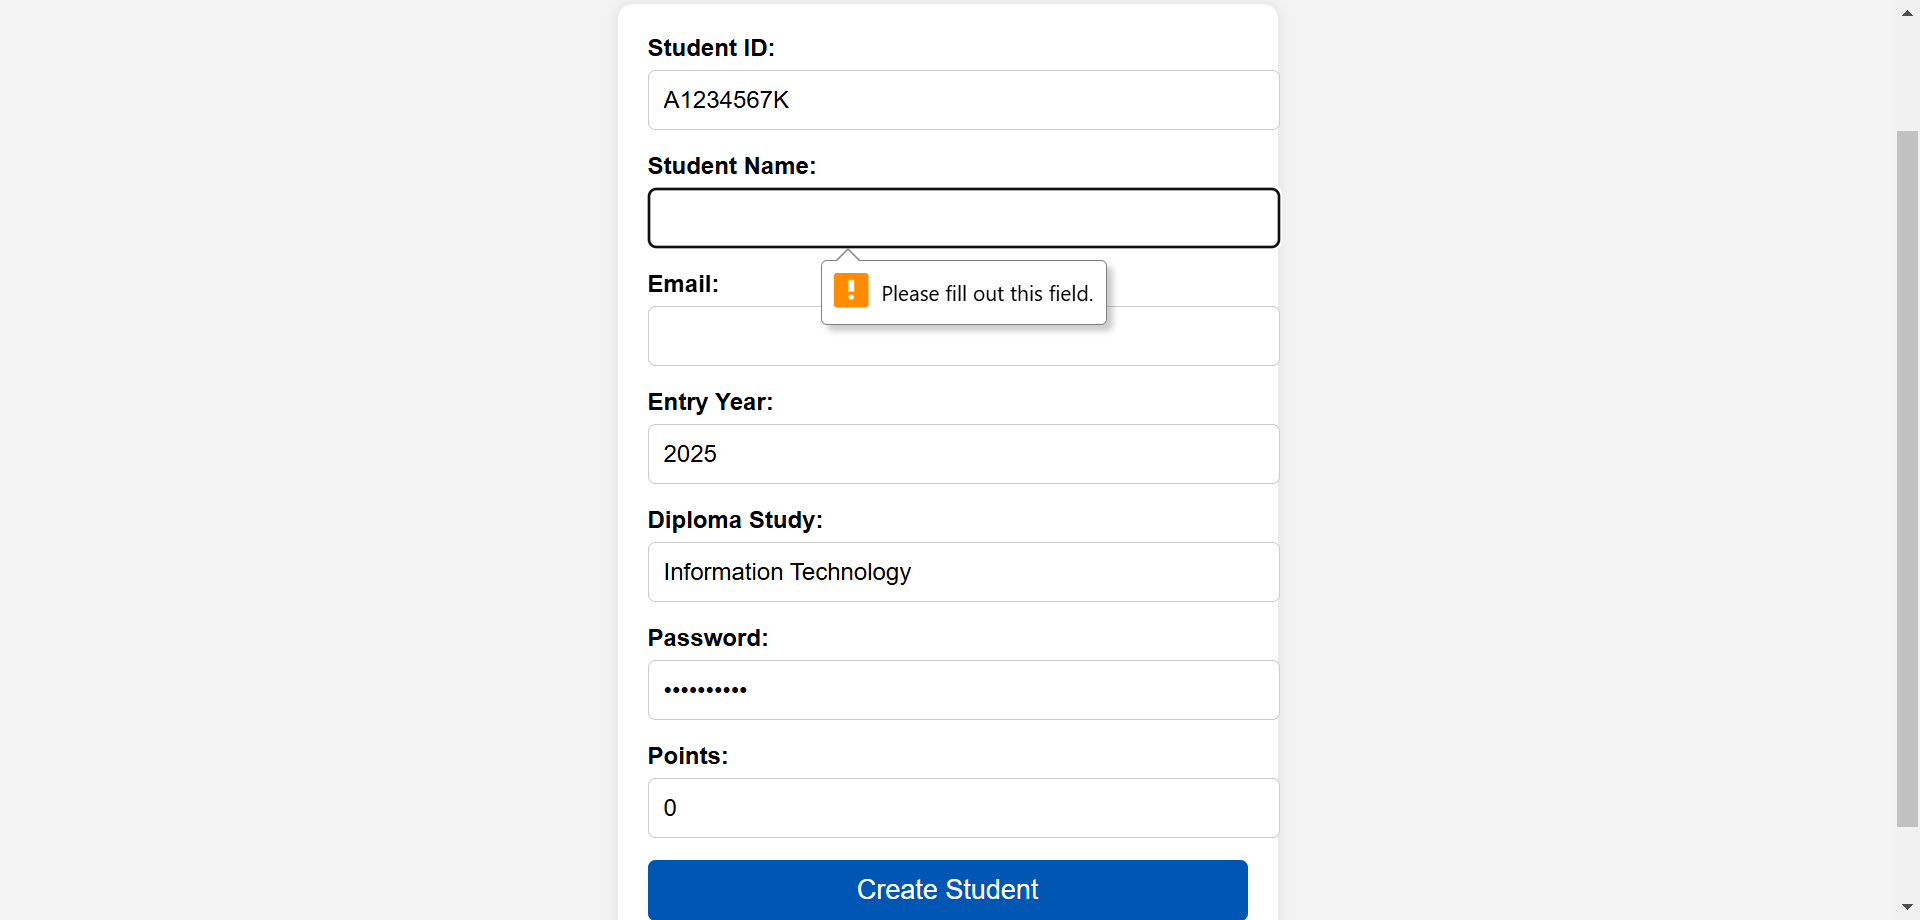 Student ID:
A1234567K
Student Name:
Please fill out this field.
Email:
Entry Year:
2025
Diploma Study:
Information Technology
Password:
••••••••••
Points:
0
Create Student